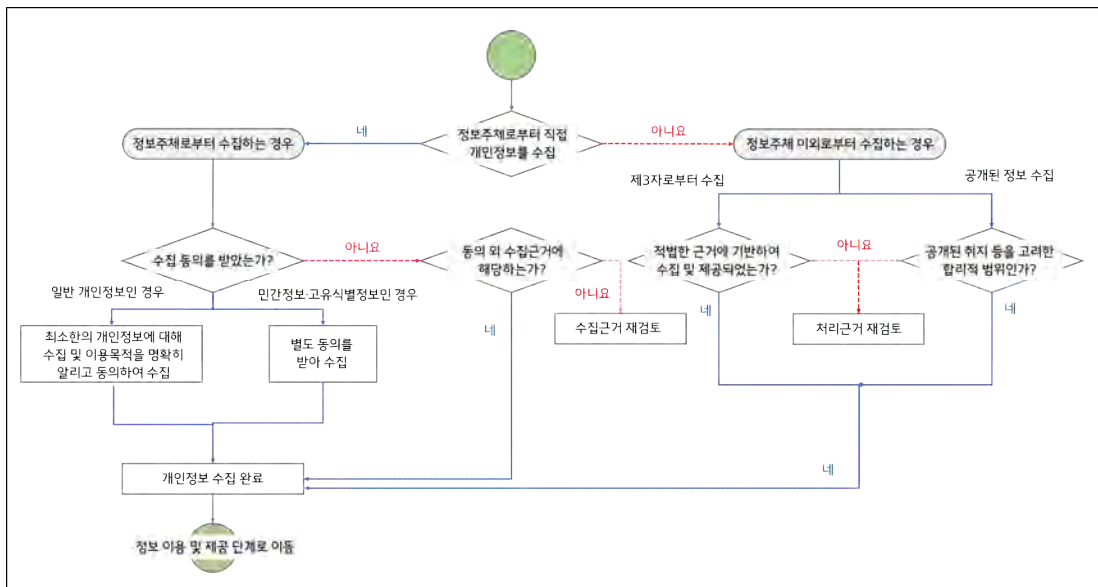 정보주체로부터 직접
개인정보를 수집
네
아니요
정보주체로부터 수집하는 경우
정보주체 이외로부터 수집하는 경우
제3자로부터 수집
공개된 정보 수집
수집 동의를 받았는가?
아니요
동의 외 수집근거에
해당하는가?
적법한 근거에 기반하여
수집 및 제공되었는가?
아니요
공개된 취지 등을 고려한
합리적 범위인가?
일반 개인정보인 경우
민간정보·고유식별정보인 경우
아니요
네
네
네
최소한의 개인정보에 대해
수집 및 이용목적을 명확히
알리고 동의하여 수집
별도 동의를
받아 수집
수집근거 재검토
처리근거 재검토
개인정보 수집 완료
네
정보 이용 및 제공 단계로 이동